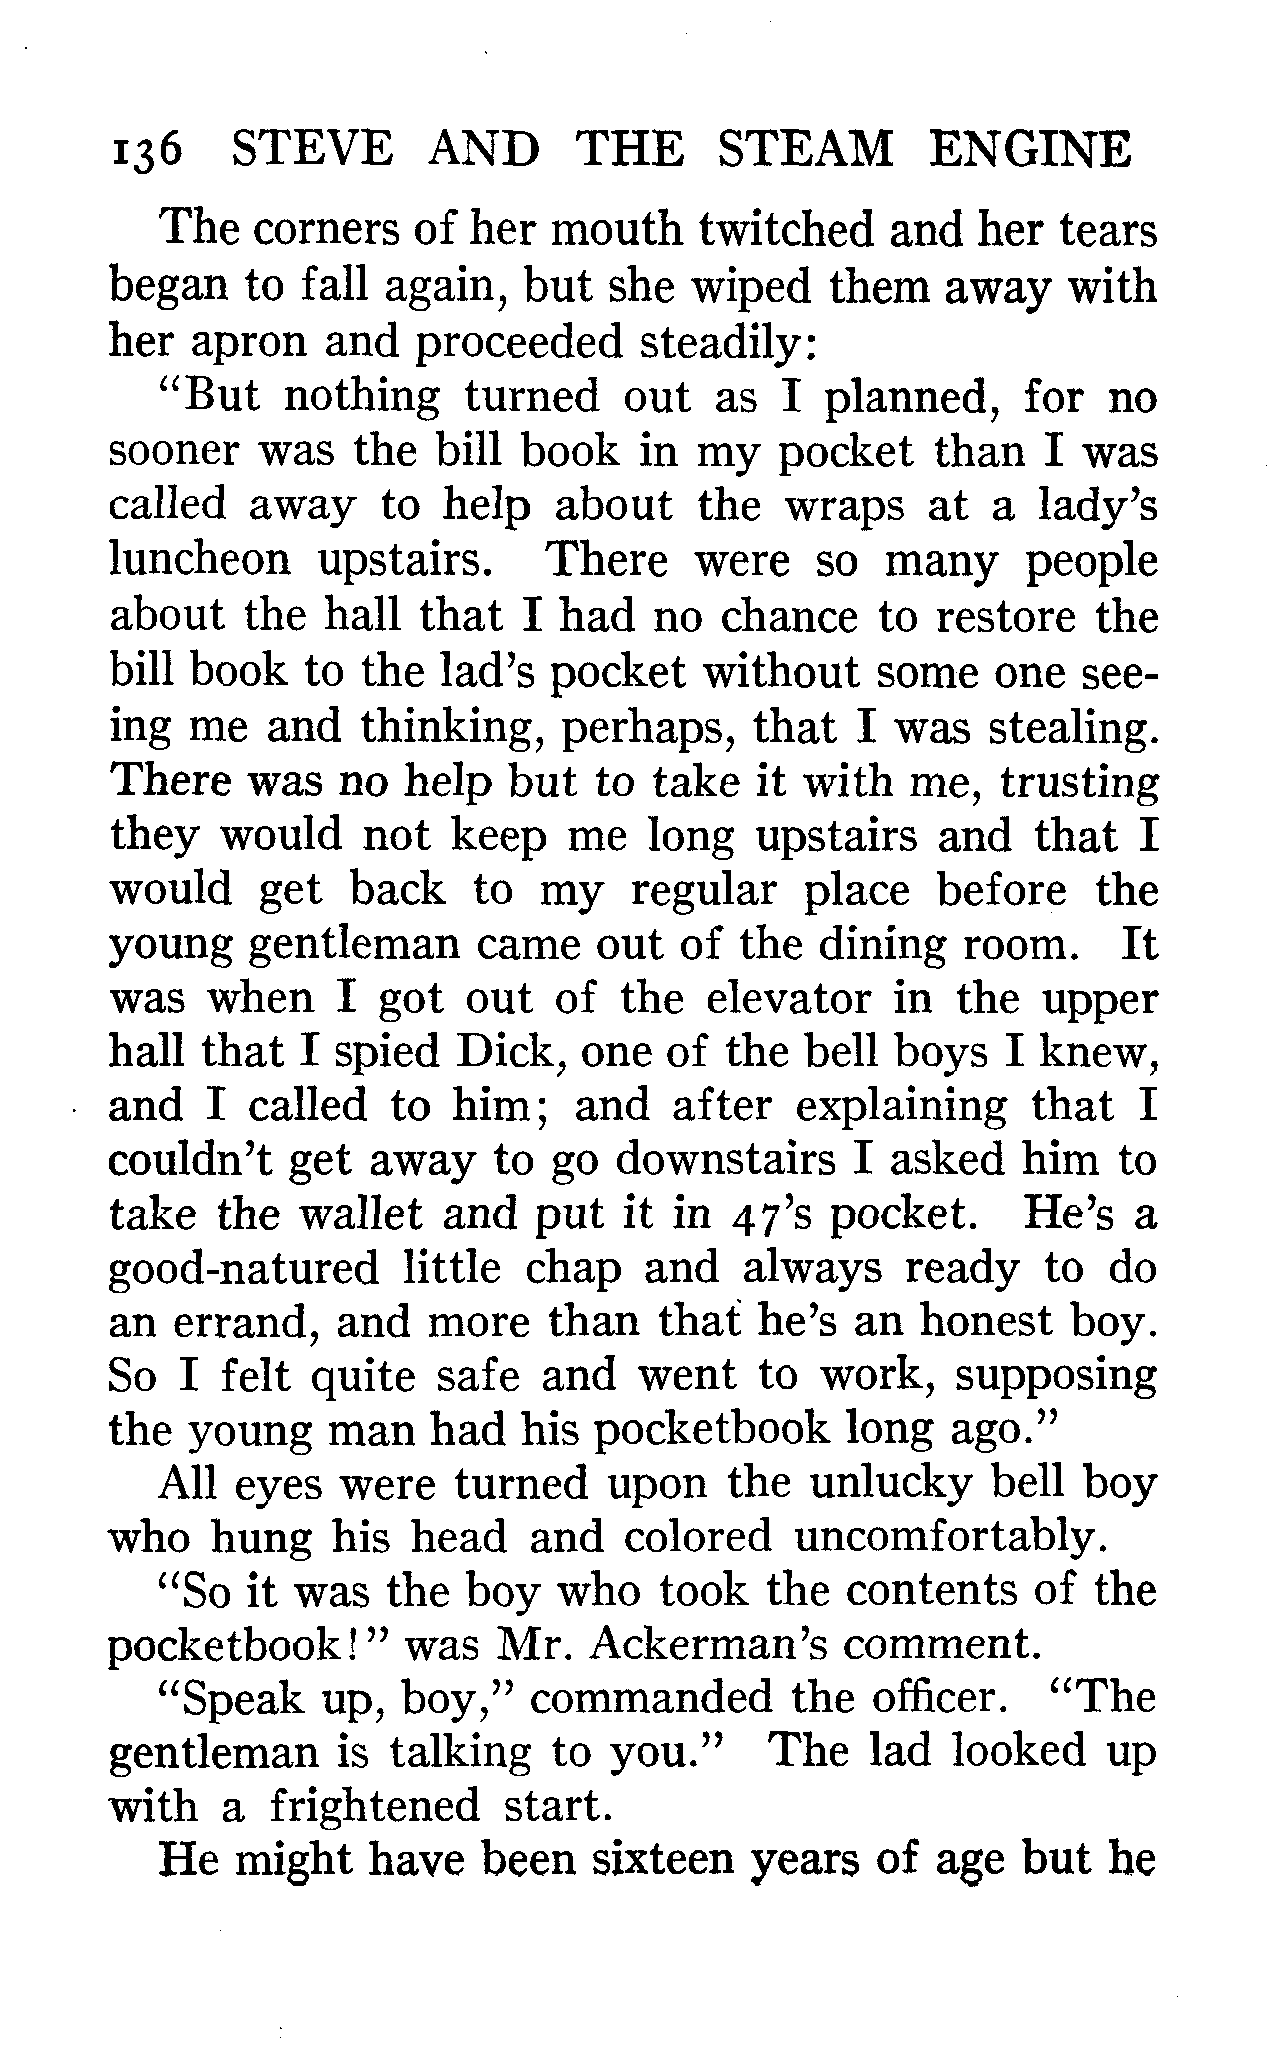 136 STEVE AND THE STEAM ENGINE
The corners of her mouth twitched and her tears
began to fall again, but she wiped them away with
her apron and proceeded steadily:
“But nothing turned out as I planned, for no
sooner was the bill book in my pocket than I was
called away to help about the wraps at a lady’s
luncheon upstairs. There were so many people
about the hall that I had no chance to restore the
bill book to the lad’s pocket without some one see-
ing me and thinking, perhaps, that I was stealing.
There was no help but to take it with me, trusting
they would not keep me long upstairs and that I
would get back to my regular place before the
young gentleman came out of the dining room. It
was when I got out of the elevator in the upper
hall that I spied Dick, one of the bell boys I knew,
and I called to him; and after explaining that I
couldn’t get away to go downstairs I asked him to
take the wallet and put it in 47’s pocket. He’s a
good-natured little chap and always ready to do
an errand, and more than that he’s an honest boy.
So I felt quite safe and went to work, supposing
the young man had his pocketbook long ago.”
All eyes were turned upon the unlucky bell boy
who hung his head and colored uncomfortably.
“So it was the boy who took the contents of the
pocketbook!” was Mr. Ackerman’s comment.
“Speak up, boy,” commanded the officer. “The
gentleman is talking to you.” The lad looked up
with a frightened start.
He might have been sixteen years of age but he